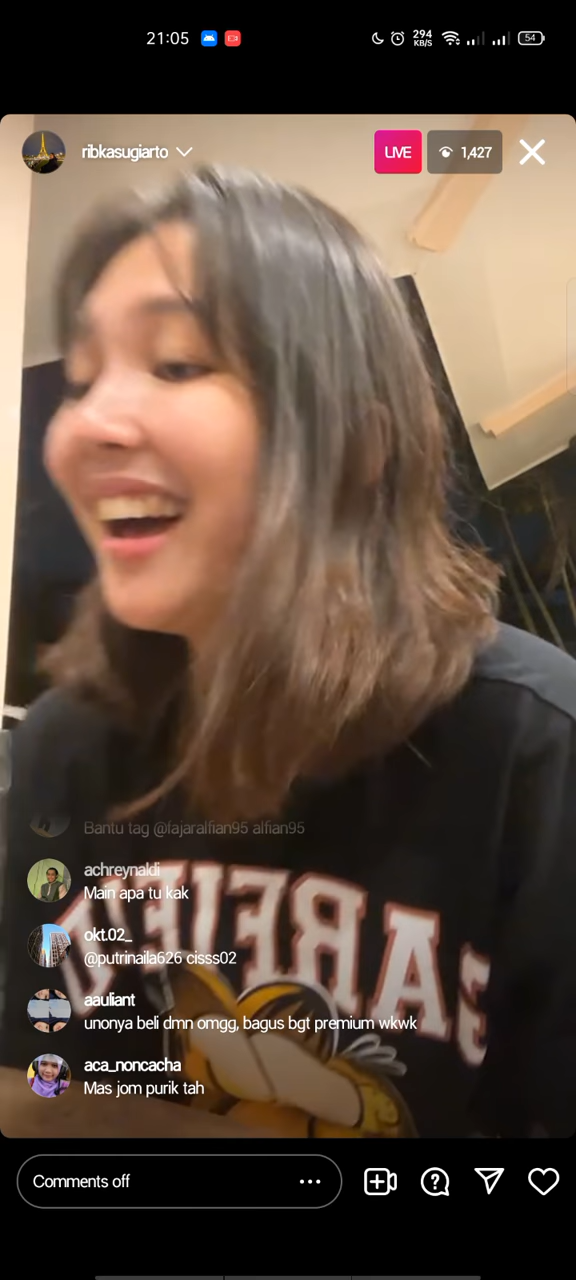 21:05
294
KB/S
54
ribkasugiarto
LIVE
1,427
Bantu tag @fajaralfian95 alfian95
achreynaldi
Main apa tu kak
GARFIELD
okt.02_
@putrinaila626 cisss02
aauliant
unonya beli dmn omgg, bagus bgt premium wkwk
aca_noncacha
Mas jom purik tah
Comments off